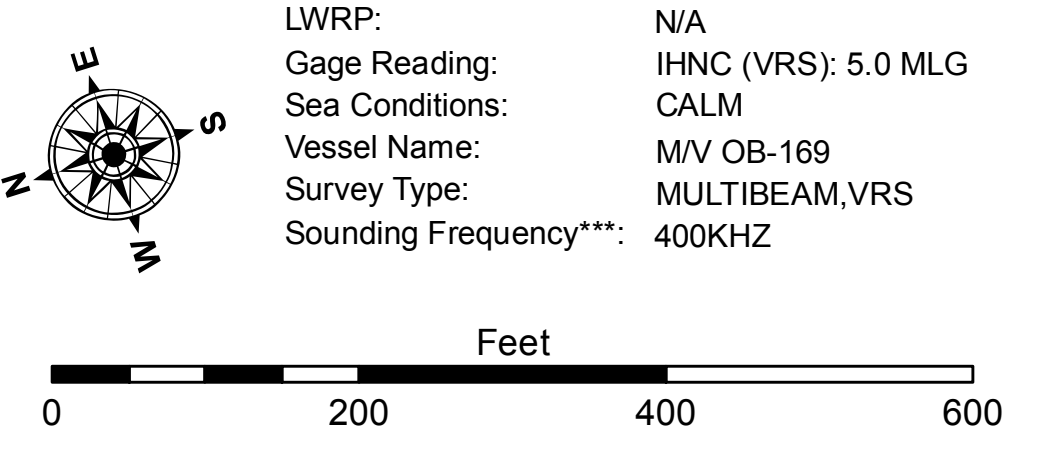 LWRP: N/A
Gage Reading: IHNC (VRS): 5.0 MLG
Sea Conditions: CALM
Vessel Name: M/V OB-169
Survey Type: MULTIBEAM,VRS
Sounding Frequency***: 400KHZ
E
S
N
W
Feet
0 200 400 600